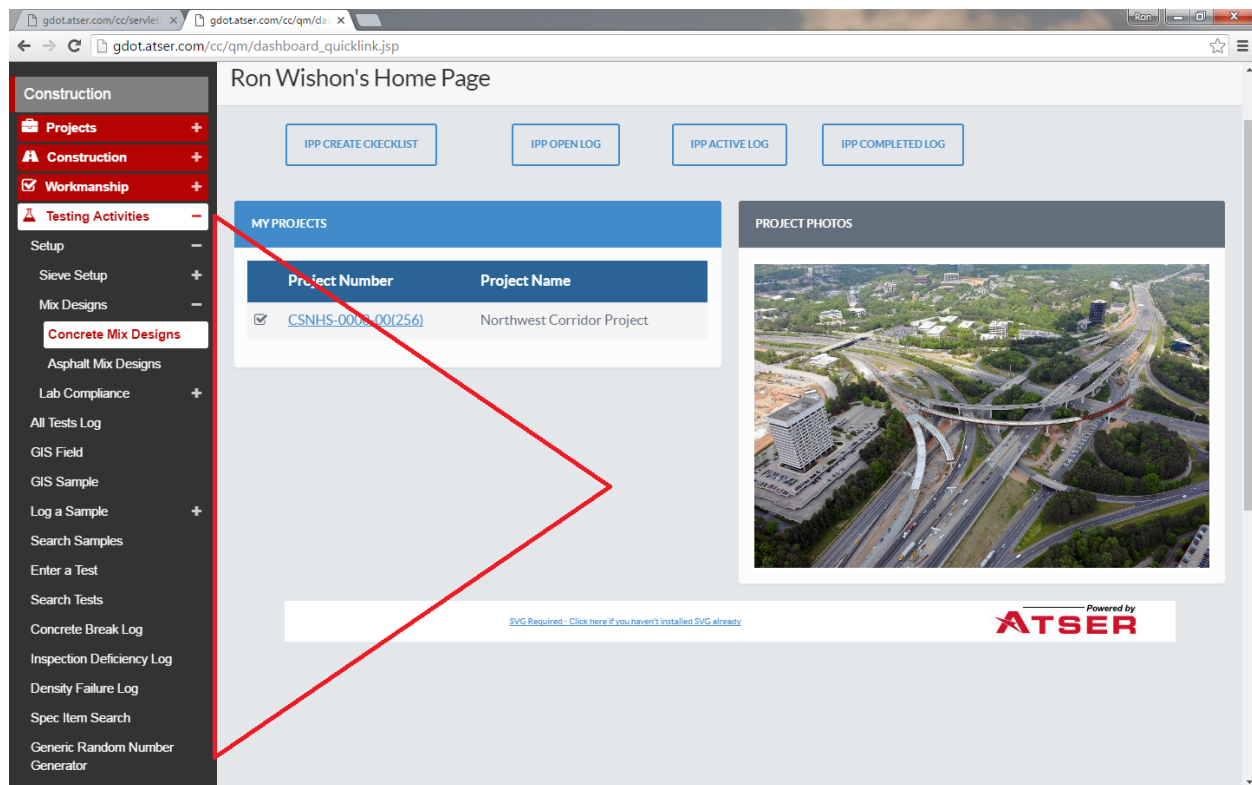 gdot.atser.com/cc/servlet/
gdot.atser.com/cc/qm/da
Ron
gdot.atser.com/cc/qm/dashboard_quicklink.jsp
Construction
Projects
Construction
Workmanship
Testing Activities
Setup
Sieve Setup
Mix Designs
Concrete Mix Designs
Asphalt Mix Designs
Lab Compliance
All Tests Log
GIS Field
GIS Sample
Log a Sample
Search Samples
Enter a Test
Search Tests
Concrete Break Log
Inspection Deficiency Log
Density Failure Log
Spec Item Search
Generic Random Number
Generator
Ron Wishon's Home Page
IPP CREATE CKECKLIST
IPP OPEN LOG
IPP ACTIVE LOG
IPP COMPLETED LOG
MY PROJECTS
Project Number Project Name
CSNHS-0008-00(256) Northwest Corridor Project
PROJECT PHOTOS
SVG Required - Click here if you haven't installed SVG already
Powered by
ATSER